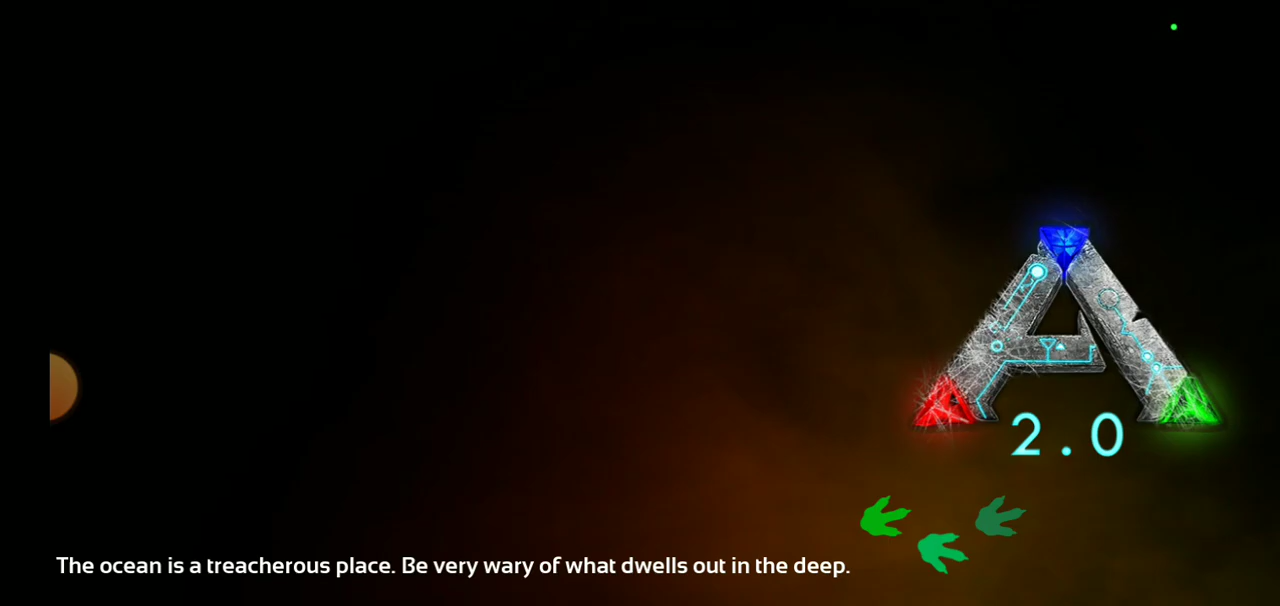 2.0
The ocean is a treacherous place. Be very wary of what dwells out in the deep.